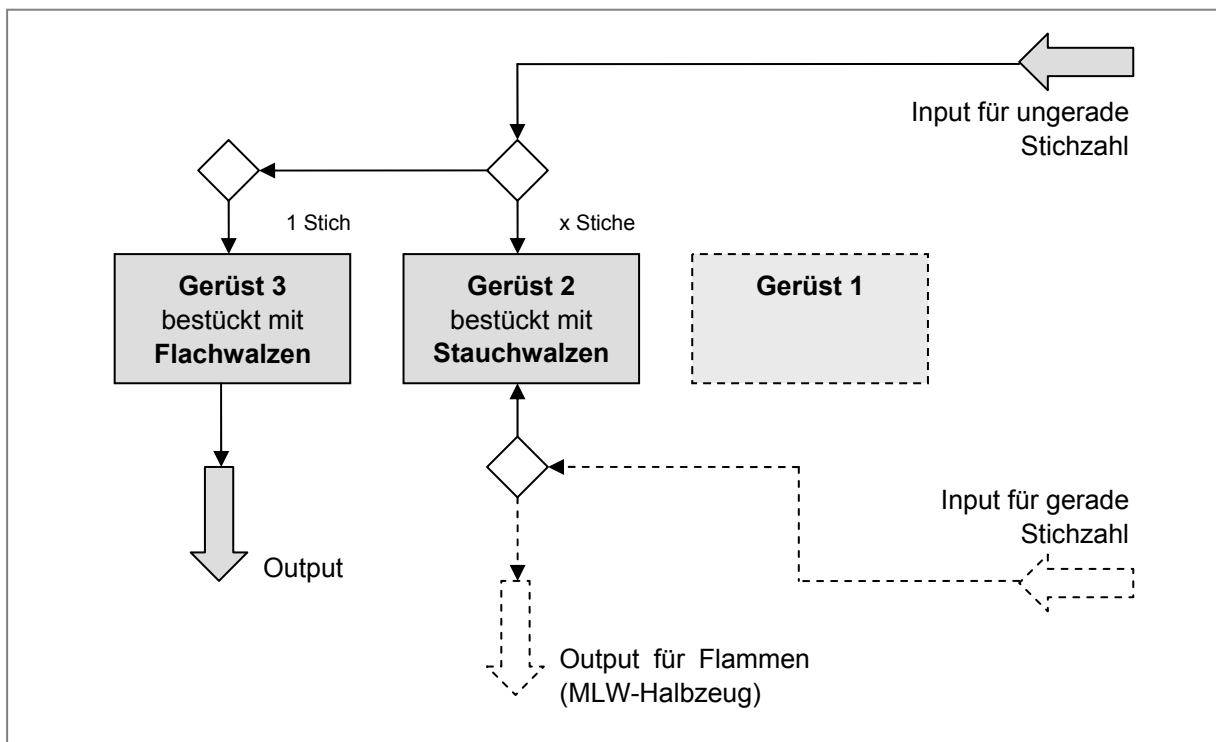 Input für ungerade
Stichzahl
1 Stich
x Stiche
Gerüst 3
bestückt mit
Flachwalzen
Gerüst 2
bestückt mit
Stauchwalzen
Gerüst 1
Input für gerade
Stichzahl
Output
Output für Flammen
(MLW-Halbzeug)